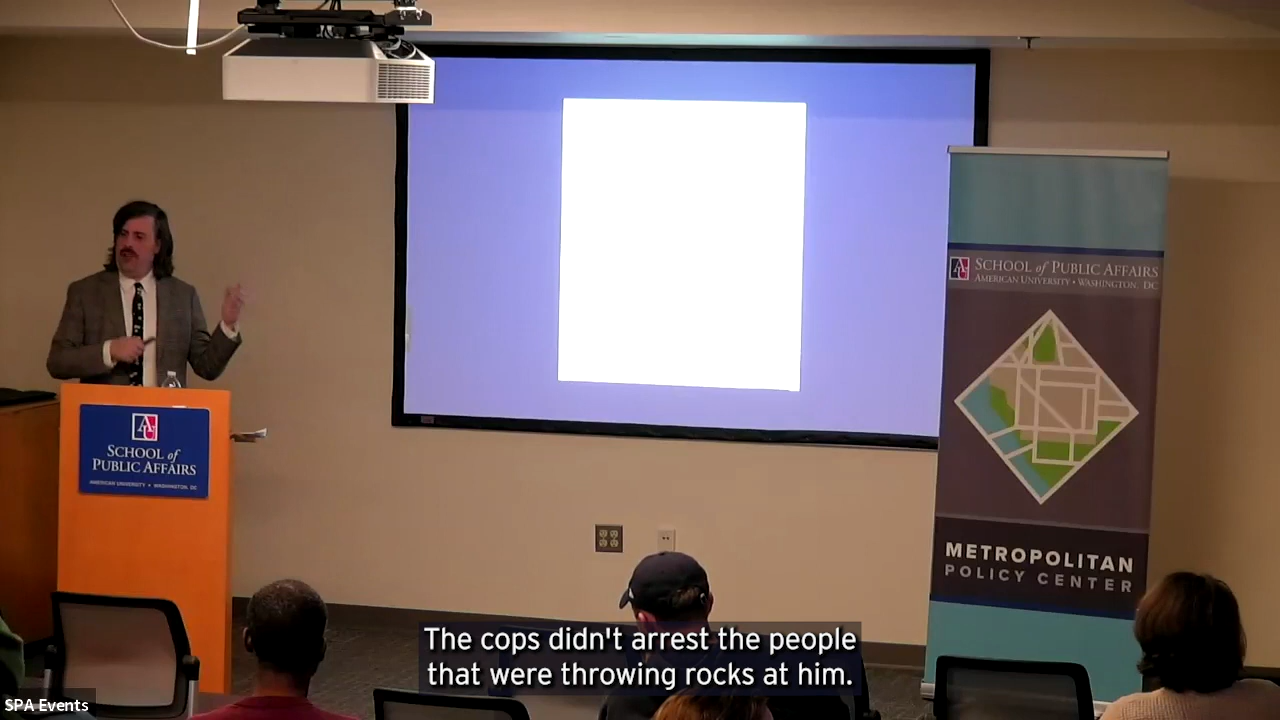 SCHOOL of PUBLIC AFFAIRS
AMERICAN UNIVERSITY • WASHINGTON, DC
SCHOOL of
PUBLIC AFFAIRS
AMERICAN UNIVERSITY • WASHINGTON, DC
METROPOLITAN
POLICY CENTER
The cops didn't arrest the people
that were throwing rocks at him.
SPA Events